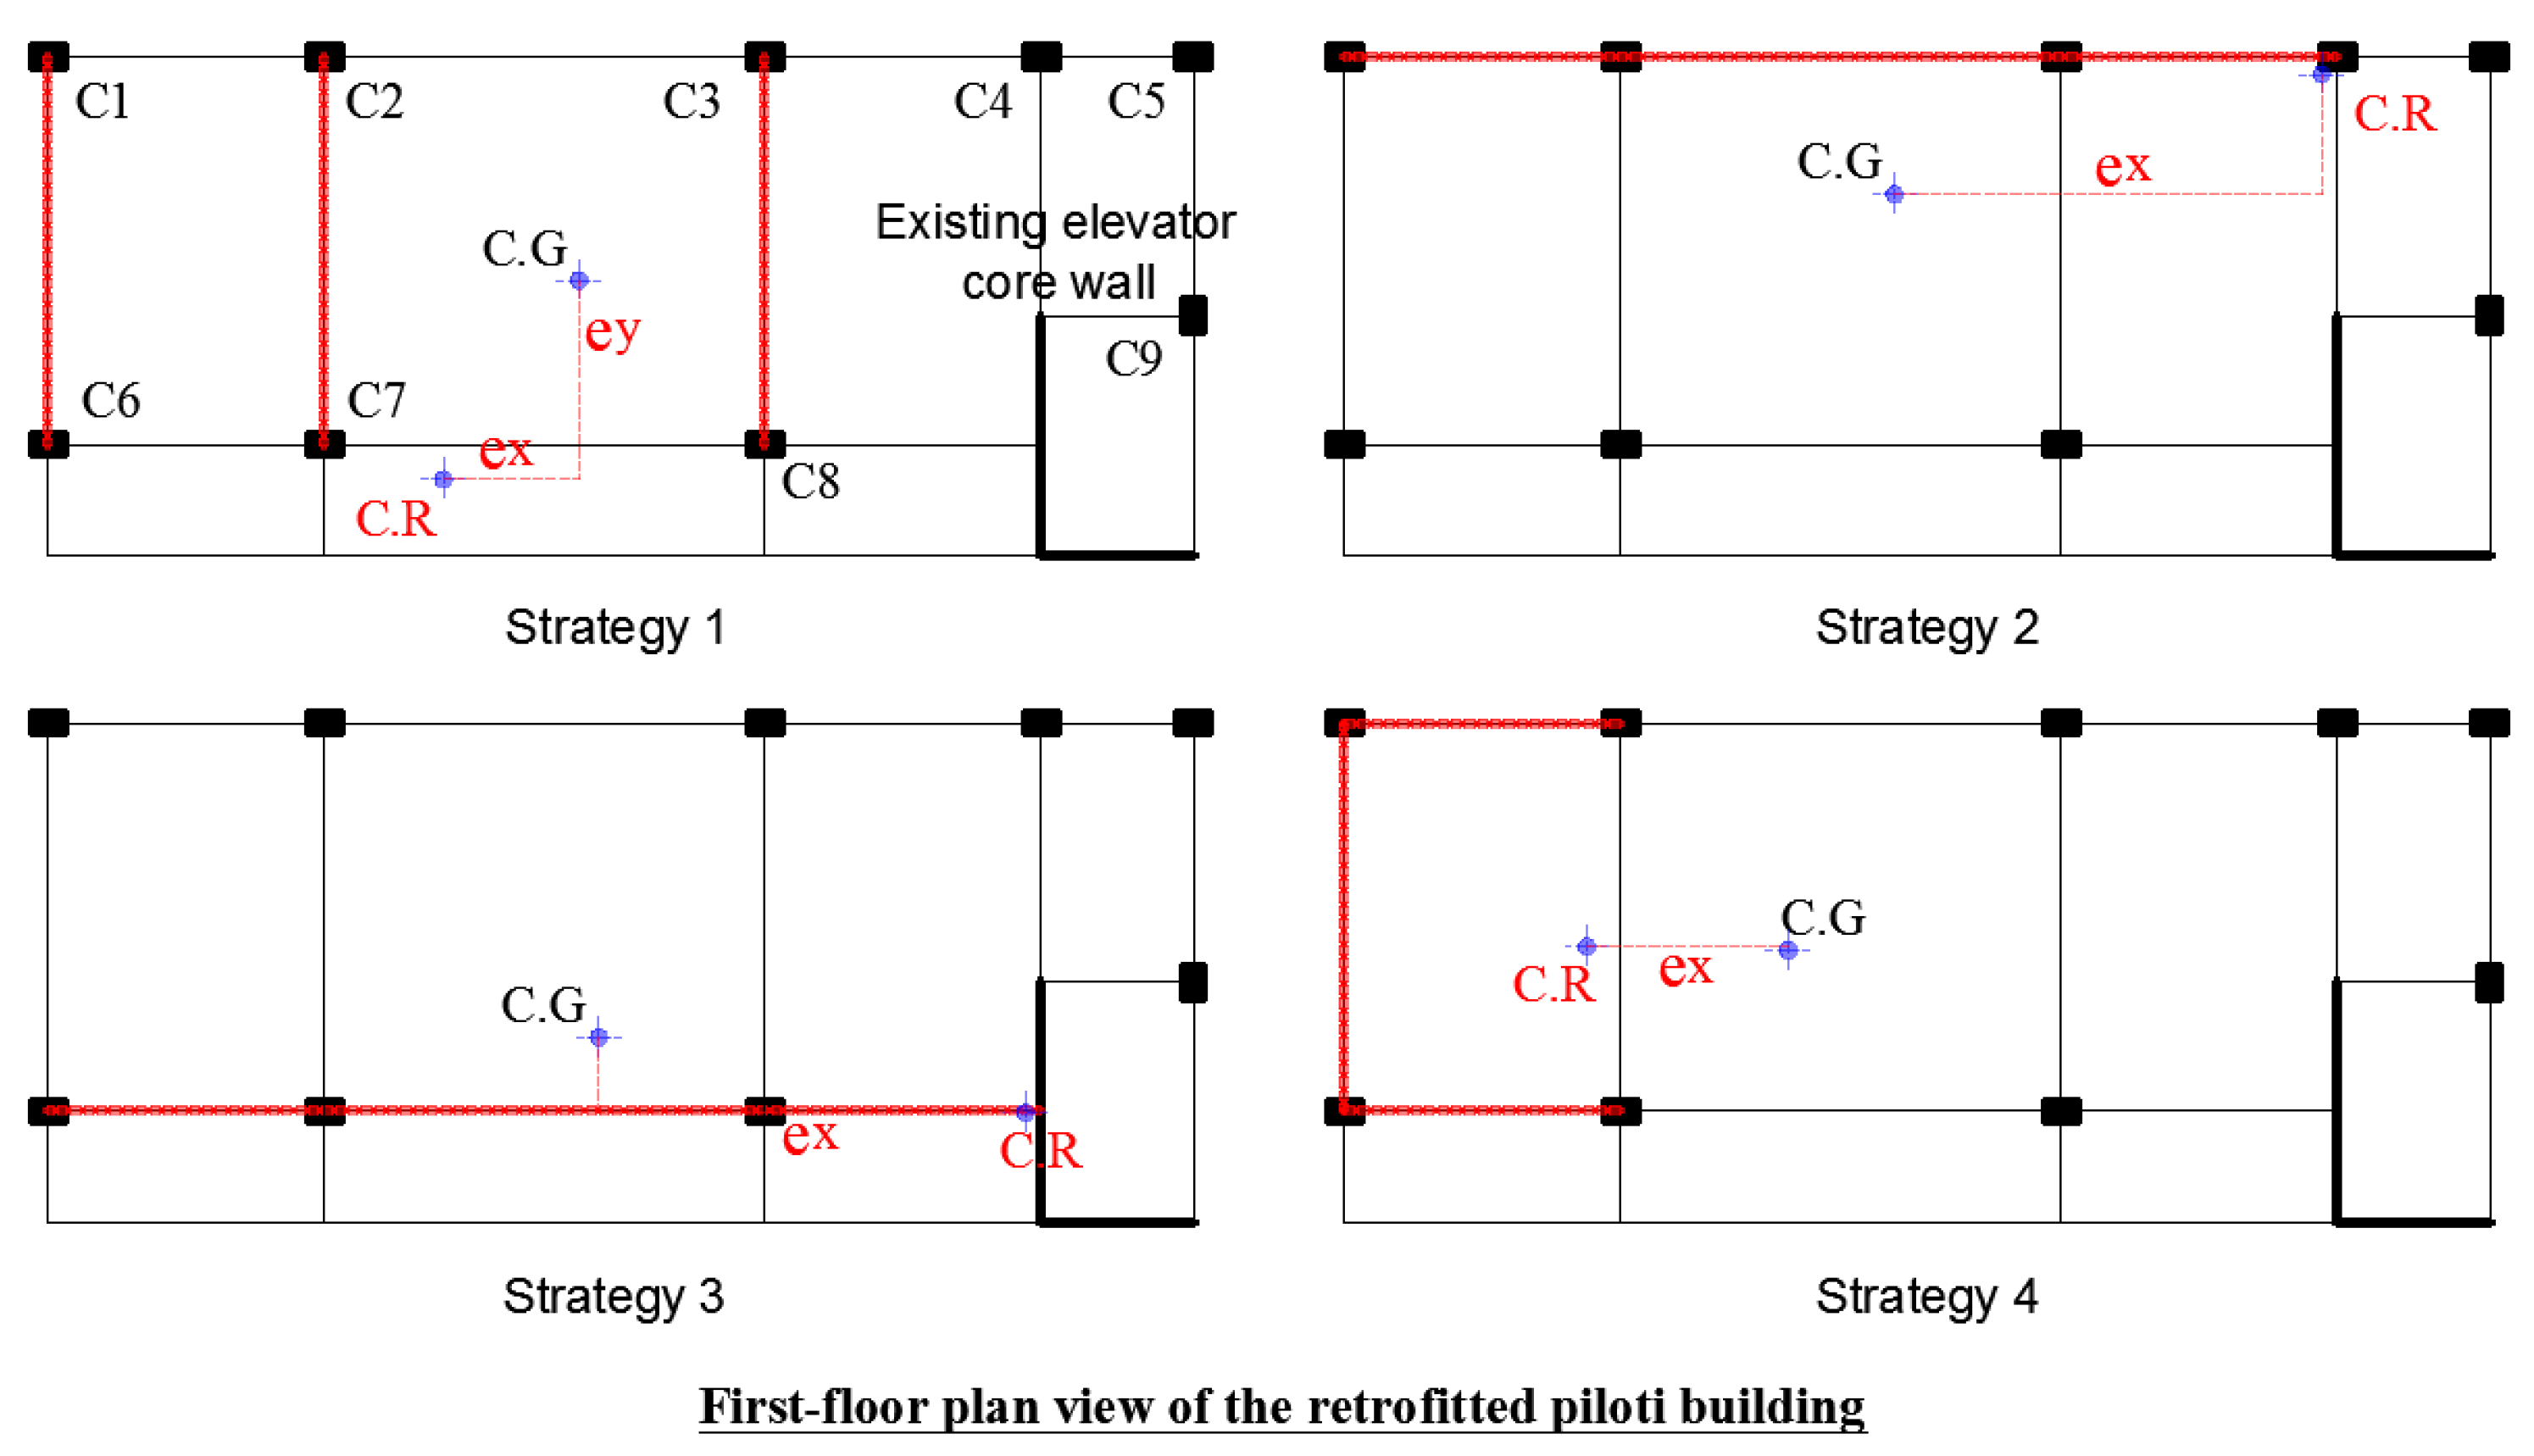 C1
C2
C3
C4
C5
C.G
ey
Existing elevator
core wall
C9
C6
C7
ex
C8
C.R
Strategy 1
C.G
ex
C.R
Strategy 2
C.G
ex
C.R
Strategy 3
C.G
C.R
ex
Strategy 4
First-floor plan view of the retrofitted piloti building